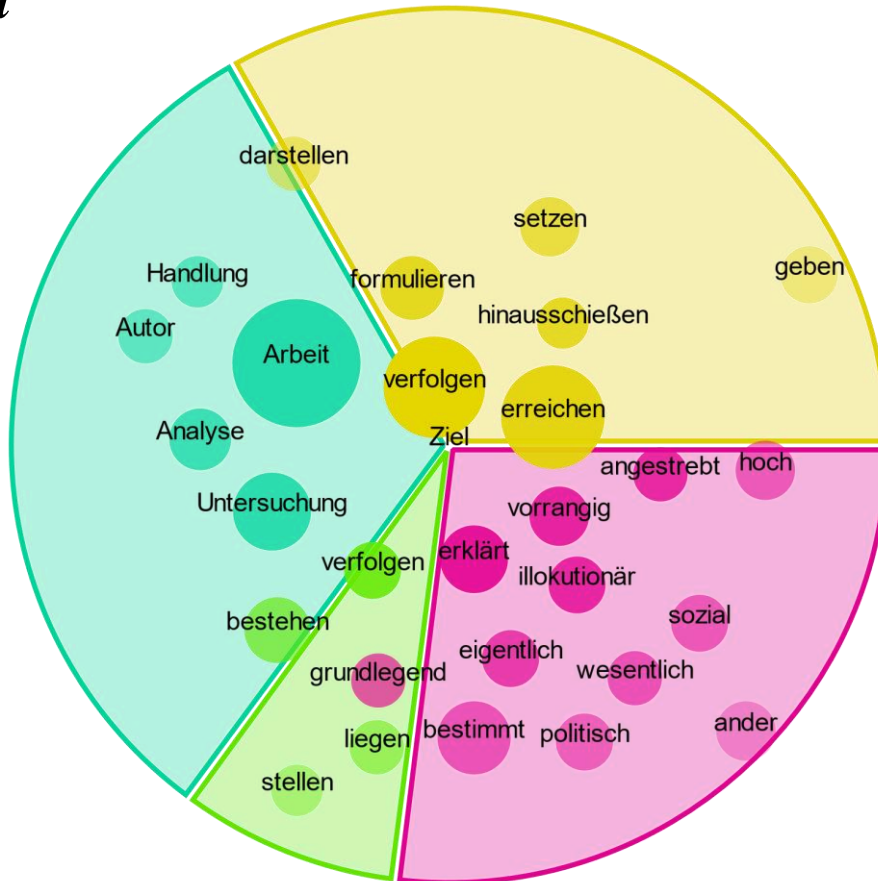 darstellen
setzen
geben
Handlung
formulieren
hinausschießen
Autor
Arbeit
verfolgen
erreichen
Analyse
Ziel
angestrebt
hoch
Untersuchung
vorrangig
verfolgen
erklärt
illokutionär
bestehen
sozial
eigentlich
grundlegend
wesentlich
liegen
bestimmt
politisch
ander
stellen